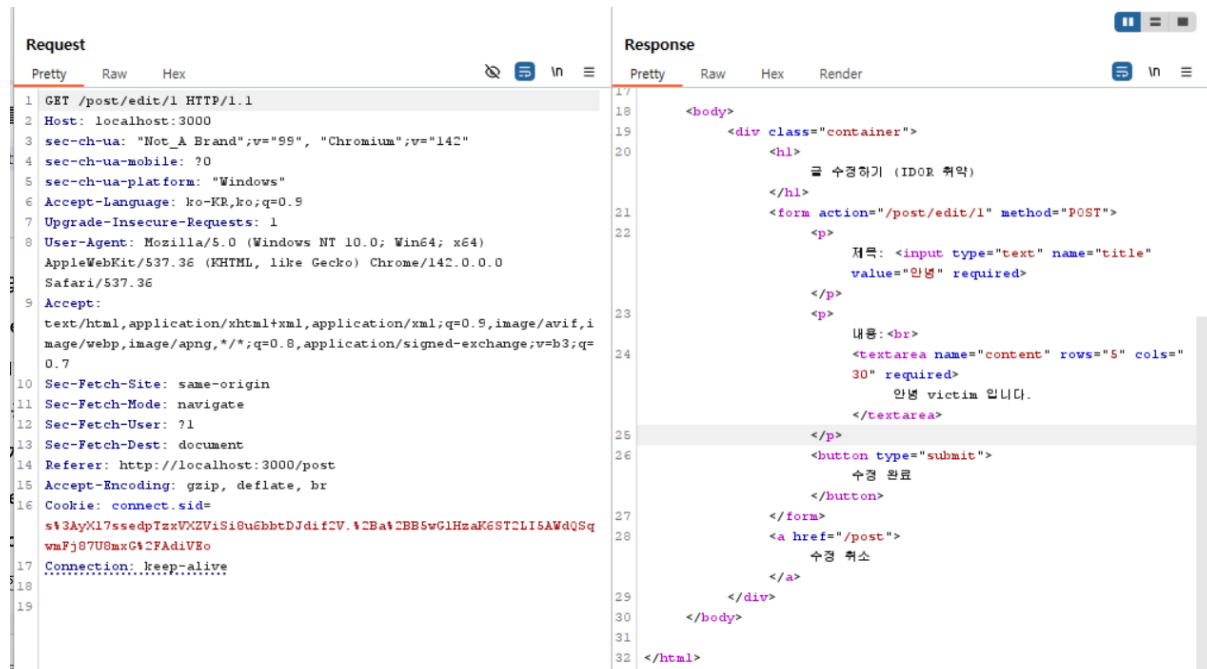 Request
Pretty Raw Hex \n
1 GET /post/edit/1 HTTP/1.1
2 Host: localhost:3000
3 sec-ch-ua: "Not_A Brand";v="99", "Chromium";v="142"
4 sec-ch-ua-mobile: ?0
5 sec-ch-ua-platform: "Windows"
6 Accept-Language: ko-KR,ko;q=0.9
7 Upgrade-Insecure-Requests: 1
8 User-Agent: Mozilla/5.0 (Windows NT 10.0; Win64; x64)
AppleWebKit/537.36 (KHTML, like Gecko) Chrome/142.0.0.0
Safari/537.36
9 Accept:
text/html,application/xhtml+xml,application/xml;q=0.9,image/avif,i
mage/webp,image/apng,*/*;q=0.8,application/signed-exchange;v=b3;q=
0.7
10 Sec-Fetch-Site: same-origin
11 Sec-Fetch-Mode: navigate
12 Sec-Fetch-User: ?1
13 Sec-Fetch-Dest: document
14 Referer: http://localhost:3000/post
15 Accept-Encoding: gzip, deflate, br
16 Cookie: connect.sid=
s%3AyX17ssedpTzxVXZViSi8u6bbtDJdif2V.%2Ba%2BB5wGlHzaK6ST2LI5AWdQSq
wmFj87U8mxG%2FAdiVEo
17 Connection: keep-alive
18
19
Response
Pretty Raw Hex Render \n
17
18 <body>
19 <div class="container">
20 <h1>
글 수정하기 (IDOR 취약)
</h1>
21 <form action="/post/edit/1" method="POST">
22 <p>
제목: <input type="text" name="title"
value="안녕" required>
</p>
23 <p>
내용:<br>
24 <textarea name="content" rows="5" cols="
30" required>
안녕 victim 입니다.
</textarea>
25 </p>
26 <button type="submit">
수정 완료
</button>
27 </form>
28 <a href="/post">
수정 취소
</a>
29 </div>
30 </body>
31
32 </html>